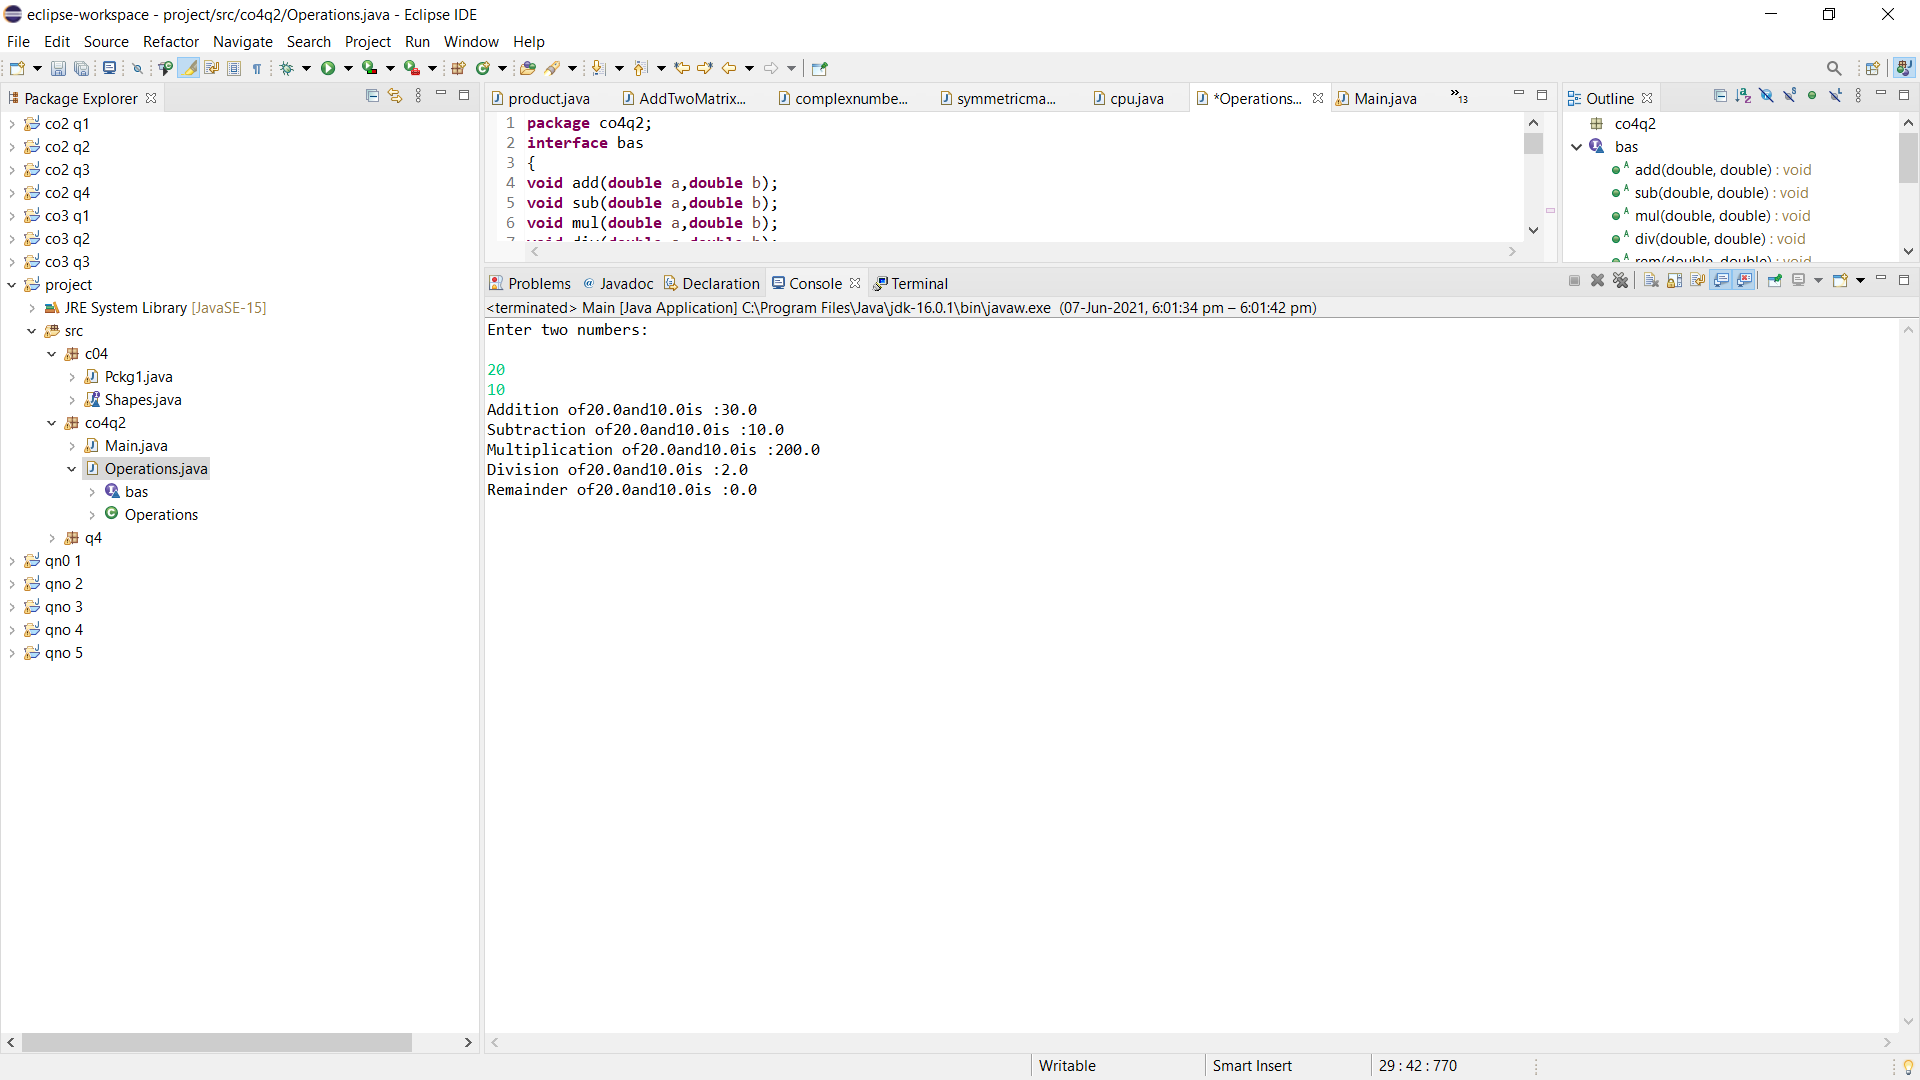 eclipse-workspace - project/src/co4q2/Operations.java - Eclipse IDE
File Edit Source Refactor Navigate Search Project Run Window Help
Package Explorer
co2 q1
co2 q2
co2 q3
co2 q4
co3 q1
co3 q2
co3 q3
project
JRE System Library [JavaSE-15]
src
c04
Pckg1.java
Shapes.java
co4q2
Main.java
Operations.java
bas
Operations
q4
qn0 1
qno 2
qno 3
qno 4
qno 5
product.java AddTwoMatrix... complexnumbe... symmetricma... cpu.java *Operations... Main.java »13
1 package co4q2;
2 interface bas
3 {
4 void add(double a,double b);
5 void sub(double a,double b);
6 void mul(double a,double b);
7 void div(double a,double b);
Outline
co4q2
bas
add(double, double) : void
sub(double, double) : void
mul(double, double) : void
div(double, double) : void
rem(double, double) : void
Problems @ Javadoc Declaration Console Terminal
<terminated> Main [Java Application] C:\Program Files\Java\jdk-16.0.1\bin\javaw.exe (07-Jun-2021, 6:01:34 pm – 6:01:42 pm)
Enter two numbers:
20
10
Addition of20.0and10.0is :30.0
Subtraction of20.0and10.0is :10.0
Multiplication of20.0and10.0is :200.0
Division of20.0and10.0is :2.0
Remainder of20.0and10.0is :0.0
Writable Smart Insert 29 : 42 : 770